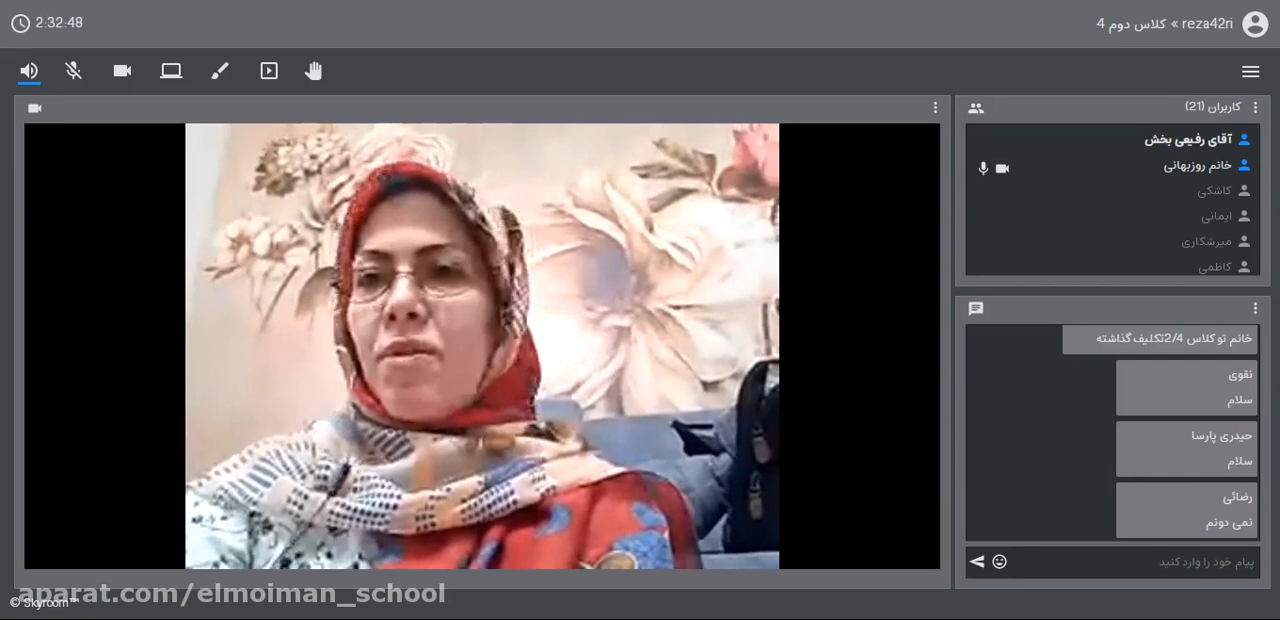 2:32:48
reza42ri » کلاس دوم 4
کاربران (21)
آقای رفیعی بخش
خانم روزبهانی
کاشکی
ایمانی
میرشکاری
کاظمی
خانم تو کلاس 2/4تکلیف گذاشته
نقوی
سلام
حیدری پارسا
سلام
رضائی
نمی دونم
پیام خود را وارد کنید
aparat.com/elmoiman_school
© Skyroom™